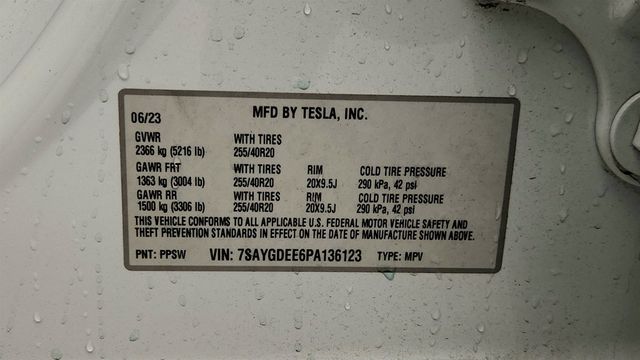 06/23 MFD BY TESLA, INC.
GVWR WITH TIRES
2366 kg (5216 lb) 255/40R20
GAWR FRT WITH TIRES RIM COLD TIRE PRESSURE
1363 kg (3004 lb) 255/40R20 20X9.5J 290 kPa, 42 psi
GAWR RR WITH TIRES RIM COLD TIRE PRESSURE
1500 kg (3306 lb) 255/40R20 20X9.5J 290 kPa, 42 psi
THIS VEHICLE CONFORMS TO ALL APPLICABLE U.S. FEDERAL MOTOR VEHICLE SAFETY AND
THEFT PREVENTION STANDARDS IN EFFECT ON THE DATE OF MANUFACTURE SHOWN ABOVE.
PNT: PPSW VIN: 7SAYGDEE6PA136123 TYPE: MPV